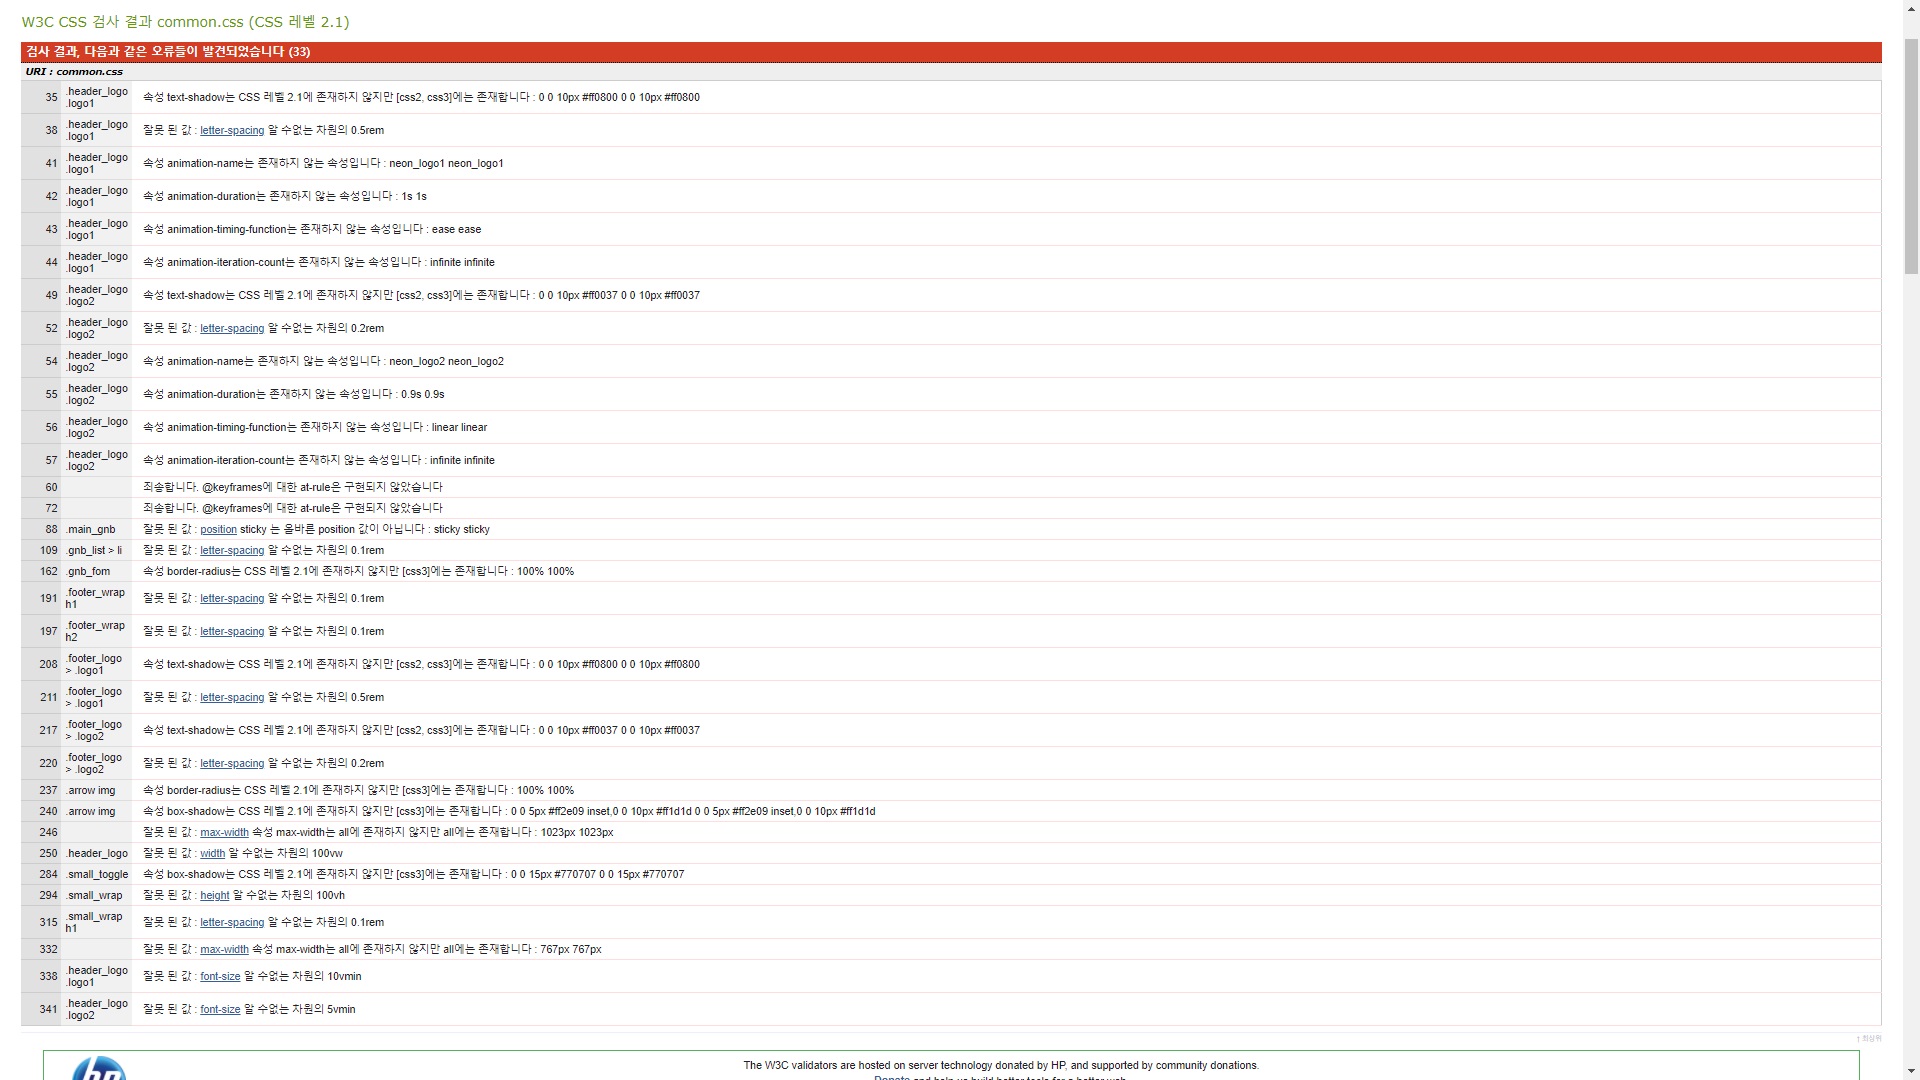 W3C CSS 검사 결과 common.css (CSS 레벨 2.1)
검사 결과, 다음과 같은 오류들이 발견되었습니다 (33)
URI : common.css
35 .header_logo .logo1 속성 text-shadow는 CSS 레벨 2.1에 존재하지 않지만 [css2, css3]에는 존재합니다 : 0 0 10px #ff0800 0 0 10px #ff0800
38 .header_logo .logo1 잘못 된 값 : letter-spacing 알 수없는 차원의 0.5rem
41 .header_logo .logo1 속성 animation-name는 존재하지 않는 속성입니다 : neon_logo1 neon_logo1
42 .header_logo .logo1 속성 animation-duration는 존재하지 않는 속성입니다 : 1s 1s
43 .header_logo .logo1 속성 animation-timing-function는 존재하지 않는 속성입니다 : ease ease
44 .header_logo .logo1 속성 animation-iteration-count는 존재하지 않는 속성입니다 : infinite infinite
49 .header_logo .logo2 속성 text-shadow는 CSS 레벨 2.1에 존재하지 않지만 [css2, css3]에는 존재합니다 : 0 0 10px #ff0037 0 0 10px #ff0037
52 .header_logo .logo2 잘못 된 값 : letter-spacing 알 수없는 차원의 0.2rem
54 .header_logo .logo2 속성 animation-name는 존재하지 않는 속성입니다 : neon_logo2 neon_logo2
55 .header_logo .logo2 속성 animation-duration는 존재하지 않는 속성입니다 : 0.9s 0.9s
56 .header_logo .logo2 속성 animation-timing-function는 존재하지 않는 속성입니다 : linear linear
57 .header_logo .logo2 속성 animation-iteration-count는 존재하지 않는 속성입니다 : infinite infinite
60 죄송합니다. @keyframes에 대한 at-rule은 구현되지 않았습니다
72 죄송합니다. @keyframes에 대한 at-rule은 구현되지 않았습니다
88 .main_gnb 잘못 된 값 : position sticky 는 올바른 position 값이 아닙니다 : sticky sticky
109 .gnb_list > li 잘못 된 값 : letter-spacing 알 수없는 차원의 0.1rem
162 .gnb_fom 속성 border-radius는 CSS 레벨 2.1에 존재하지 않지만 [css3]에는 존재합니다 : 100% 100%
191 .footer_wrap h1 잘못 된 값 : letter-spacing 알 수없는 차원의 0.1rem
197 .footer_wrap h2 잘못 된 값 : letter-spacing 알 수없는 차원의 0.1rem
208 .footer_logo > .logo1 속성 text-shadow는 CSS 레벨 2.1에 존재하지 않지만 [css2, css3]에는 존재합니다 : 0 0 10px #ff0800 0 0 10px #ff0800
211 .footer_logo > .logo1 잘못 된 값 : letter-spacing 알 수없는 차원의 0.5rem
217 .footer_logo > .logo2 속성 text-shadow는 CSS 레벨 2.1에 존재하지 않지만 [css2, css3]에는 존재합니다 : 0 0 10px #ff0037 0 0 10px #ff0037
220 .footer_logo > .logo2 잘못 된 값 : letter-spacing 알 수없는 차원의 0.2rem
237 .arrow img 속성 border-radius는 CSS 레벨 2.1에 존재하지 않지만 [css3]에는 존재합니다 : 100% 100%
240 .arrow img 속성 box-shadow는 CSS 레벨 2.1에 존재하지 않지만 [css3]에는 존재합니다 : 0 0 5px #ff2e09 inset,0 0 10px #ff1d1d 0 0 5px #ff2e09 inset,0 0 10px #ff1d1d
246 잘못 된 값 : max-width 속성 max-width는 all에 존재하지 않지만 all에는 존재합니다 : 1023px 1023px
250 .header_logo 잘못 된 값 : width 알 수없는 차원의 100vw
284 .small_toggle 속성 box-shadow는 CSS 레벨 2.1에 존재하지 않지만 [css3]에는 존재합니다 : 0 0 15px #770707 0 0 15px #770707
294 .small_wrap 잘못 된 값 : height 알 수없는 차원의 100vh
315 .small_wrap h1 잘못 된 값 : letter-spacing 알 수없는 차원의 0.1rem
332 잘못 된 값 : max-width 속성 max-width는 all에 존재하지 않지만 all에는 존재합니다 : 767px 767px
338 .header_logo .logo1 잘못 된 값 : font-size 알 수없는 차원의 10vmin
341 .header_logo .logo2 잘못 된 값 : font-size 알 수없는 차원의 5vmin
↑ 최상위
hp The W3C validators are hosted on server technology donated by HP, and supported by community donations.
Donate and help us build better tools for a better web.